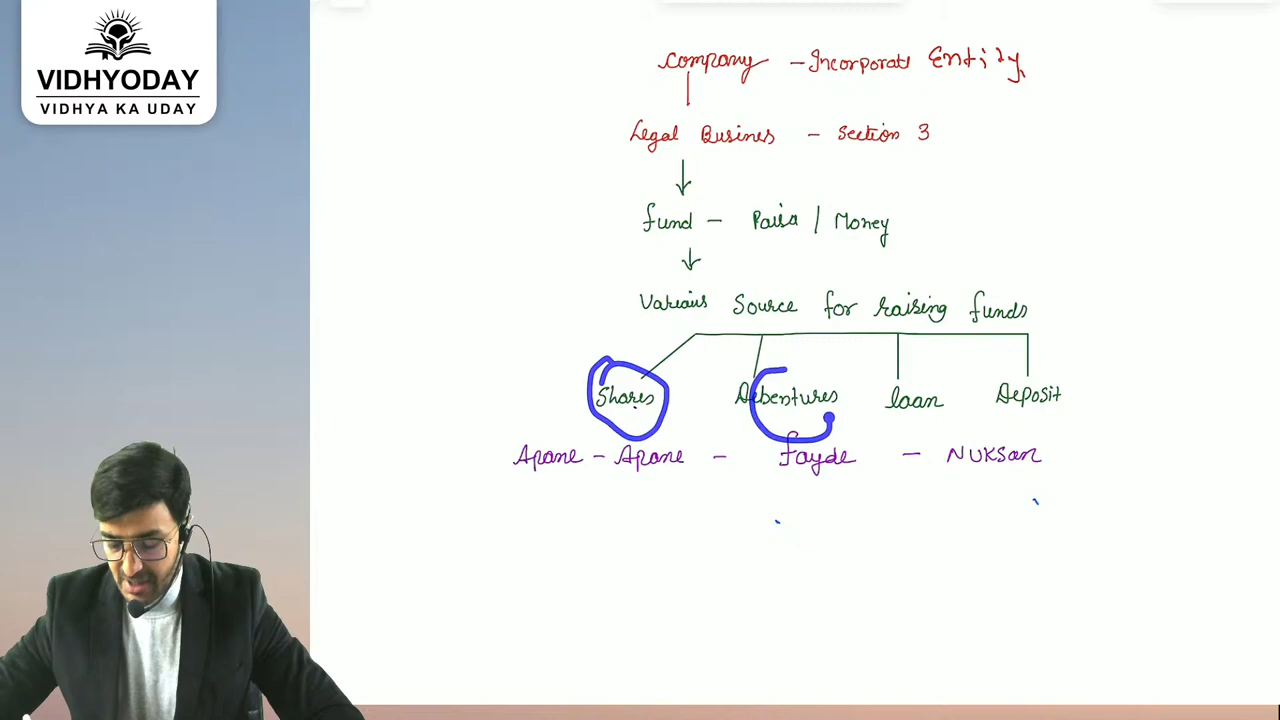 VIDHYODAY
VIDHYA KA UDAY
Company - Incorporate Entity
Legal Busines - Section 3
fund - Paisa / Money
Various Source for raising funds
Shares Debentures loan Deposit
Apane - Apane - fayde - NUKSan